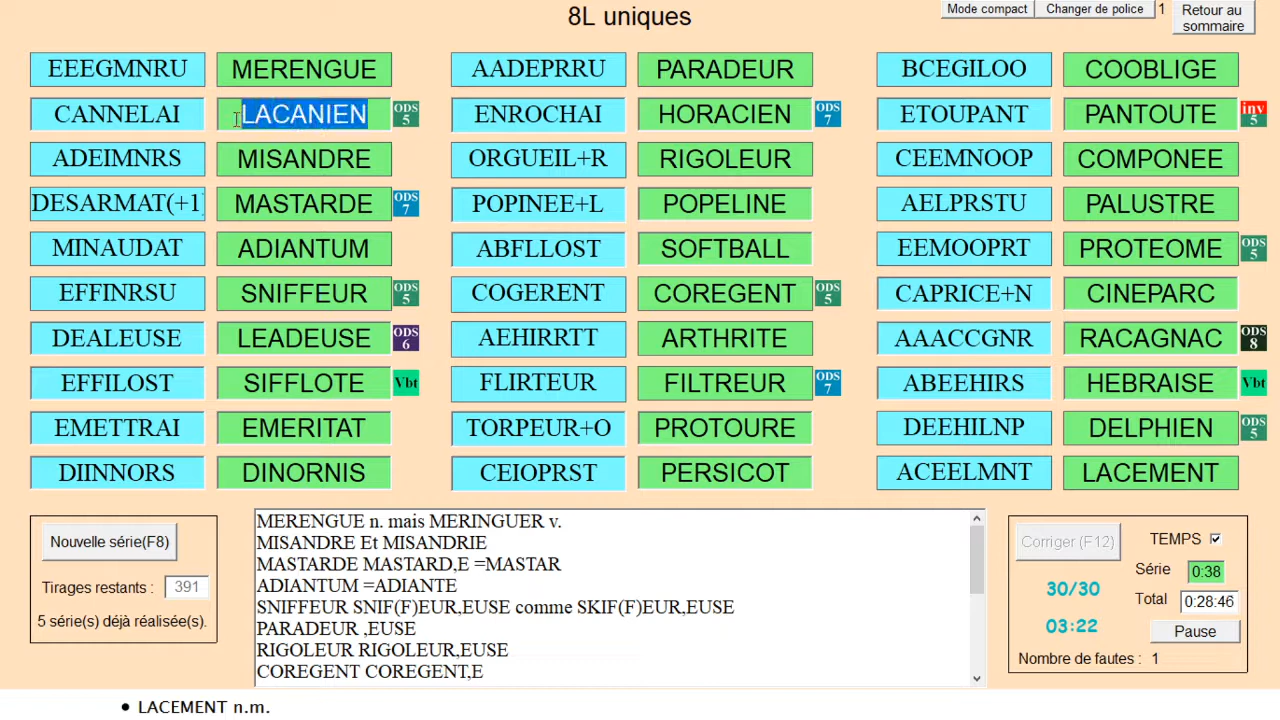 8L uniques
Mode compact Changer de police 1 Retour au sommaire
EEEGMNRU MERENGUE AADEPRRU PARADEUR BCEGILOO COOBLIGE
CANNELAI LACANIEN ODS 5 ENROCHAI HORACIEN ODS 7 ETOUPANT PANTOUTE inv 5
ADEIMNRS MISANDRE ORGUEIL+R RIGOLEUR CEEMNOOP COMPONEE
DESARMAT(+1) MASTARDE ODS 7 POPINEE+L POPELINE AELPRSTU PALUSTRE
MINAUDAT ADIANTUM ABFLLOST SOFTBALL EEMOOPRT PROTEOME ODS 5
EFFINRSU SNIFFEUR ODS 5 COGERENT COREGENT ODS 5 CAPRICE+N CINEPARC
DEALEUSE LEADEUSE ODS 6 AEHIRRTT ARTHRITE AAACCGNR RACAGNAC ODS 8
EFFILOST SIFFLOTE Vbt FLIRTEUR FILTREUR ODS 7 ABEEHIRS HEBRAISE Vbt
EMETTRAI EMERITAT TORPEUR+O PROTOURE DEEHILNP DELPHIEN ODS 5
DIINNORS DINORNIS CEIOPRST PERSICOT ACEELMNT LACEMENT
Nouvelle série(F8)
Tirages restants : 391
5 série(s) déjà réalisée(s).
MERENGUE n. mais MERINGUER v.
MISANDRE Et MISANDRIE
MASTARDE MASTARD,E =MASTAR
ADIANTUM =ADIANTE
SNIFFEUR SNIF(F)EUR,EUSE comme SKIF(F)EUR,EUSE
PARADEUR ,EUSE
RIGOLEUR RIGOLEUR,EUSE
COREGENT COREGENT,E
Corriger (F12) TEMPS
Série 0:38
30/30
Total 0:28:46
03:22
Pause
Nombre de fautes : 1
• LACEMENT n.m.